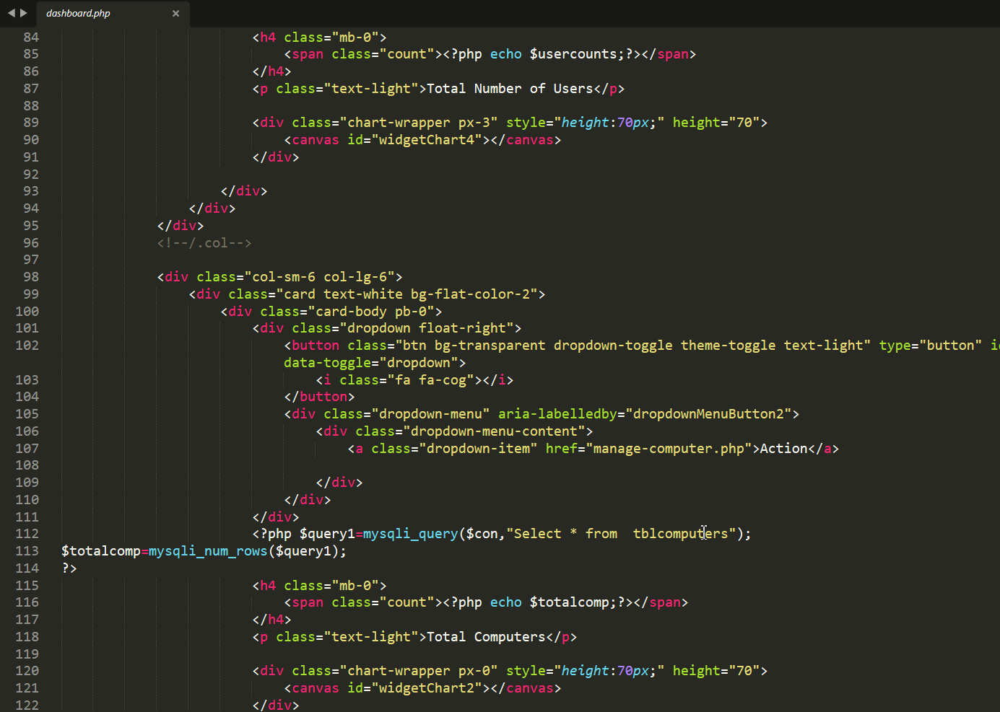 dashboard.php ×
84 <h4 class="mb-0">
85 <span class="count"><?php echo $usercounts;?></span>
86 </h4>
87 <p class="text-light">Total Number of Users</p>
88
89 <div class="chart-wrapper px-3" style="height:70px;" height="70">
90 <canvas id="widgetChart4"></canvas>
91 </div>
92
93 </div>
94 </div>
95 </div>
96 <!--/.col-->
97
98 <div class="col-sm-6 col-lg-6">
99 <div class="card text-white bg-flat-color-2">
100 <div class="card-body pb-0">
101 <div class="dropdown float-right">
102 <button class="btn bg-transparent dropdown-toggle theme-toggle text-light" type="button" i
data-toggle="dropdown">
103 <i class="fa fa-cog"></i>
104 </button>
105 <div class="dropdown-menu" aria-labelledby="dropdownMenuButton2">
106 <div class="dropdown-menu-content">
107 <a class="dropdown-item" href="manage-computer.php">Action</a>
108
109 </div>
110 </div>
111 </div>
112 <?php $query1=mysqli_query($con,"Select * from  tblcomputers");
113 $totalcomp=mysqli_num_rows($query1);
114 ?>
115 <h4 class="mb-0">
116 <span class="count"><?php echo $totalcomp;?></span>
117 </h4>
118 <p class="text-light">Total Computers</p>
119
120 <div class="chart-wrapper px-0" style="height:70px;" height="70">
121 <canvas id="widgetChart2"></canvas>
122 </div>